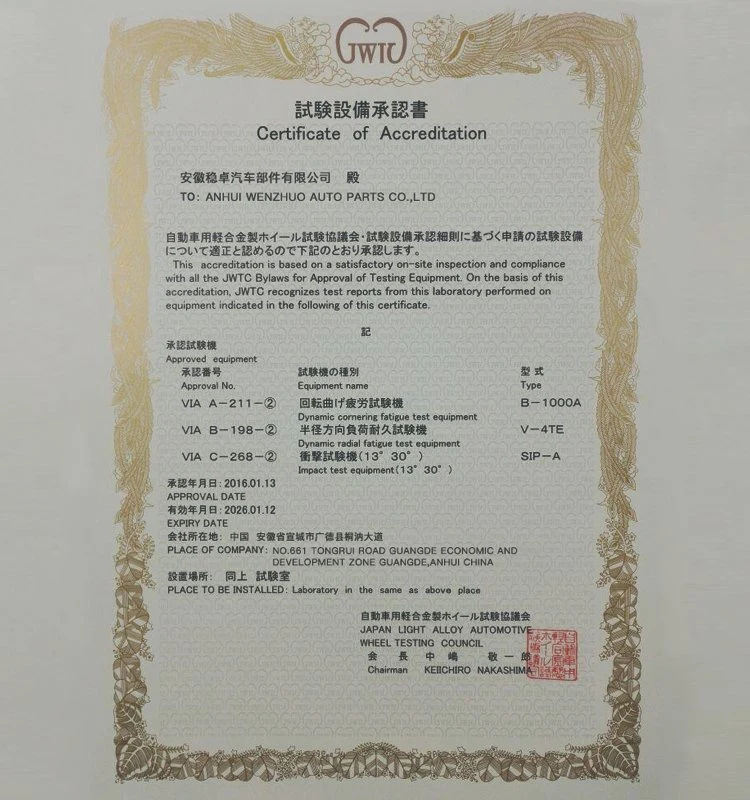 JWTC
試験設備承認書
Certificate of Accreditation
安徽稳卓汽车部件有限公司 殿
TO: ANHUI WENZHUO AUTO PARTS CO.,LTD
自動車用軽合金製ホイール試験協議会・試験設備承認細則に基づく申請の試験設備
について適正と認めるので下記のとおり承認します。
This accreditation is based on a satisfactory on-site inspection and compliance
with all the JWTC Bylaws for Approval of Testing Equipment. On the basis of this
accreditation, JWTC recognizes test reports from this laboratory performed on
equipment indicated in the following of this certificate.
記
承認試験機
Approved equipment
承認番号 試験機の種別 型式
Approval No. Equipment name Type
VIA A-211-② 回転曲げ疲労試験機 B-1000A
Dynamic cornering fatigue test equipment
VIA B-198-② 半径方向負荷耐久試験機 V-4TE
Dynamic radial fatigue test equipment
VIA C-268-② 衝撃試験機(13°30°) SIP-A
Impact test equipment(13°30°)
承認年月日: 2016.01.13
APPROVAL DATE
有効年月日: 2026.01.12
EXPIRY DATE
会社所在地: 中国 安徽省宣城市广德县桐汭大道
PLACE OF COMPANY: NO.661 TONGRUI ROAD GUANGDE ECONOMIC AND
DEVELOPMENT ZONE GUANGDE,ANHUI CHINA
設置場所: 同上 試験室
PLACE TO BE INSTALLED: Laboratory in the same as above place
自動車用軽合金製ホイール試験協議会
JAPAN LIGHT ALLOY AUTOMOTIVE
WHEEL TESTING COUNCIL
会長 中嶋 敬一郎
Chairman KEIICHIRO NAKASHIMA